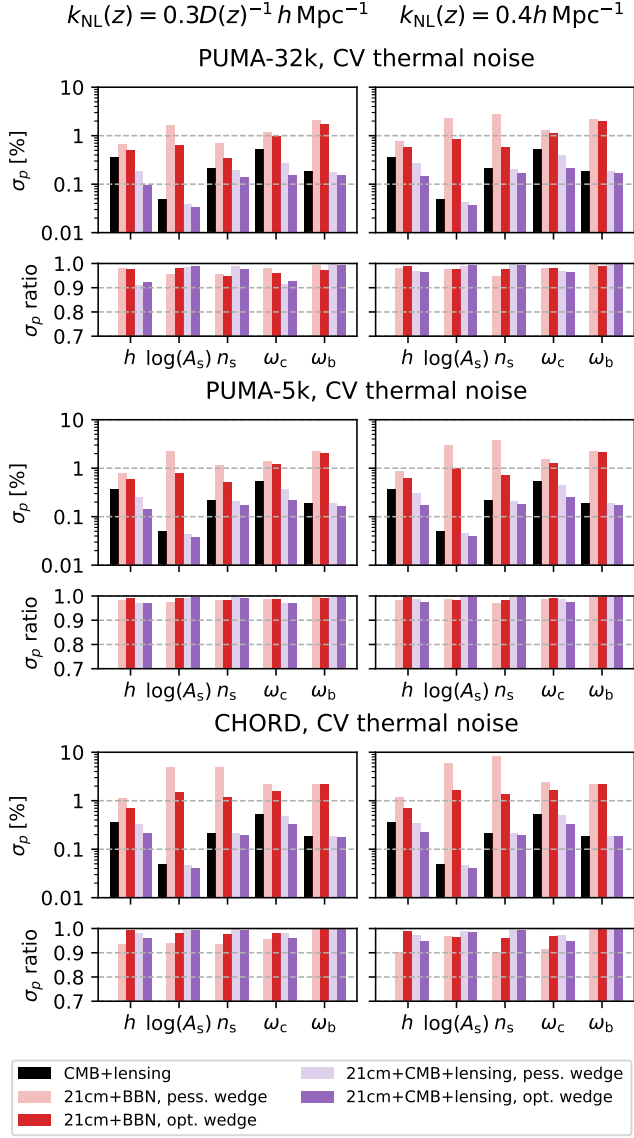 k_NL(z) = 0.3D(z)⁻¹ h Mpc⁻¹ k_NL(z) = 0.4h Mpc⁻¹
PUMA-32k, CV thermal noise
σ_p [%]
10
1
0.1
0.01
σ_p ratio
1.0
0.9
0.8
0.7
h log(A_s) n_s ω_c ω_b h log(A_s) n_s ω_c ω_b
PUMA-5k, CV thermal noise
σ_p [%]
10
1
0.1
0.01
σ_p ratio
1.0
0.9
0.8
0.7
h log(A_s) n_s ω_c ω_b h log(A_s) n_s ω_c ω_b
CHORD, CV thermal noise
σ_p [%]
10
1
0.1
0.01
σ_p ratio
1.0
0.9
0.8
0.7
h log(A_s) n_s ω_c ω_b h log(A_s) n_s ω_c ω_b
CMB+lensing
21cm+BBN, pess. wedge
21cm+BBN, opt. wedge
21cm+CMB+lensing, pess. wedge
21cm+CMB+lensing, opt. wedge